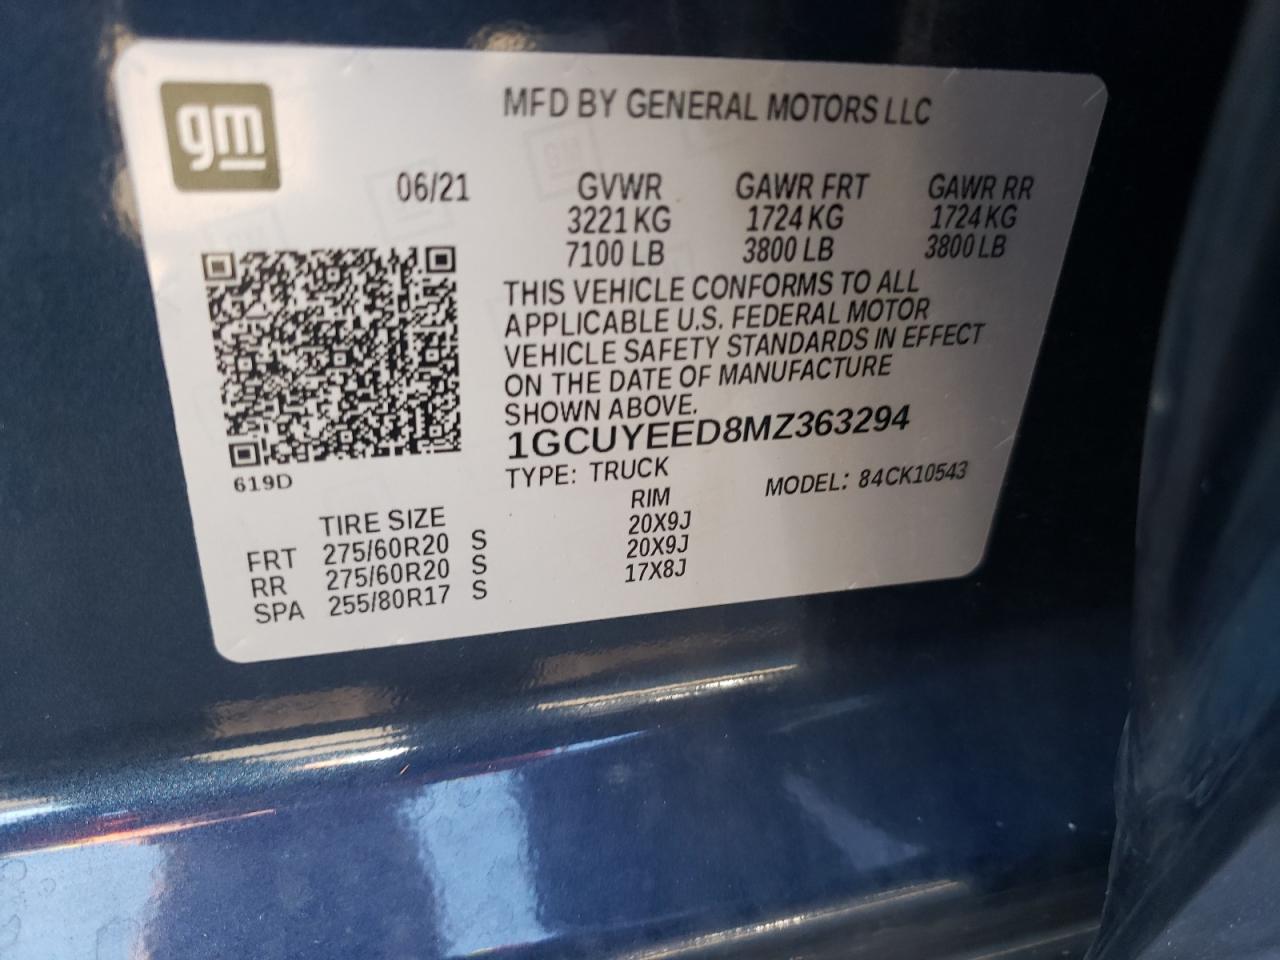 gm
MFD BY GENERAL MOTORS LLC
06/21 GVWR GAWR FRT GAWR RR
3221 KG 1724 KG 1724 KG
7100 LB 3800 LB 3800 LB
THIS VEHICLE CONFORMS TO ALL
APPLICABLE U.S. FEDERAL MOTOR
VEHICLE SAFETY STANDARDS IN EFFECT
ON THE DATE OF MANUFACTURE
SHOWN ABOVE.
1GCUYEED8MZ363294
619D
TYPE: TRUCK MODEL: 84CK10543
TIRE SIZE RIM
FRT 275/60R20 S 20X9J
RR 275/60R20 S 20X9J
SPA 255/80R17 S 17X8J